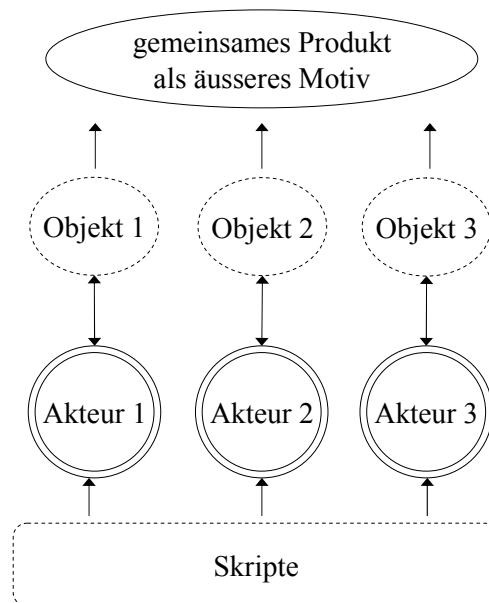 gemeinsames Produkt
als äusseres Motiv
Objekt 1 Objekt 2 Objekt 3
Akteur 1 Akteur 2 Akteur 3
Skripte